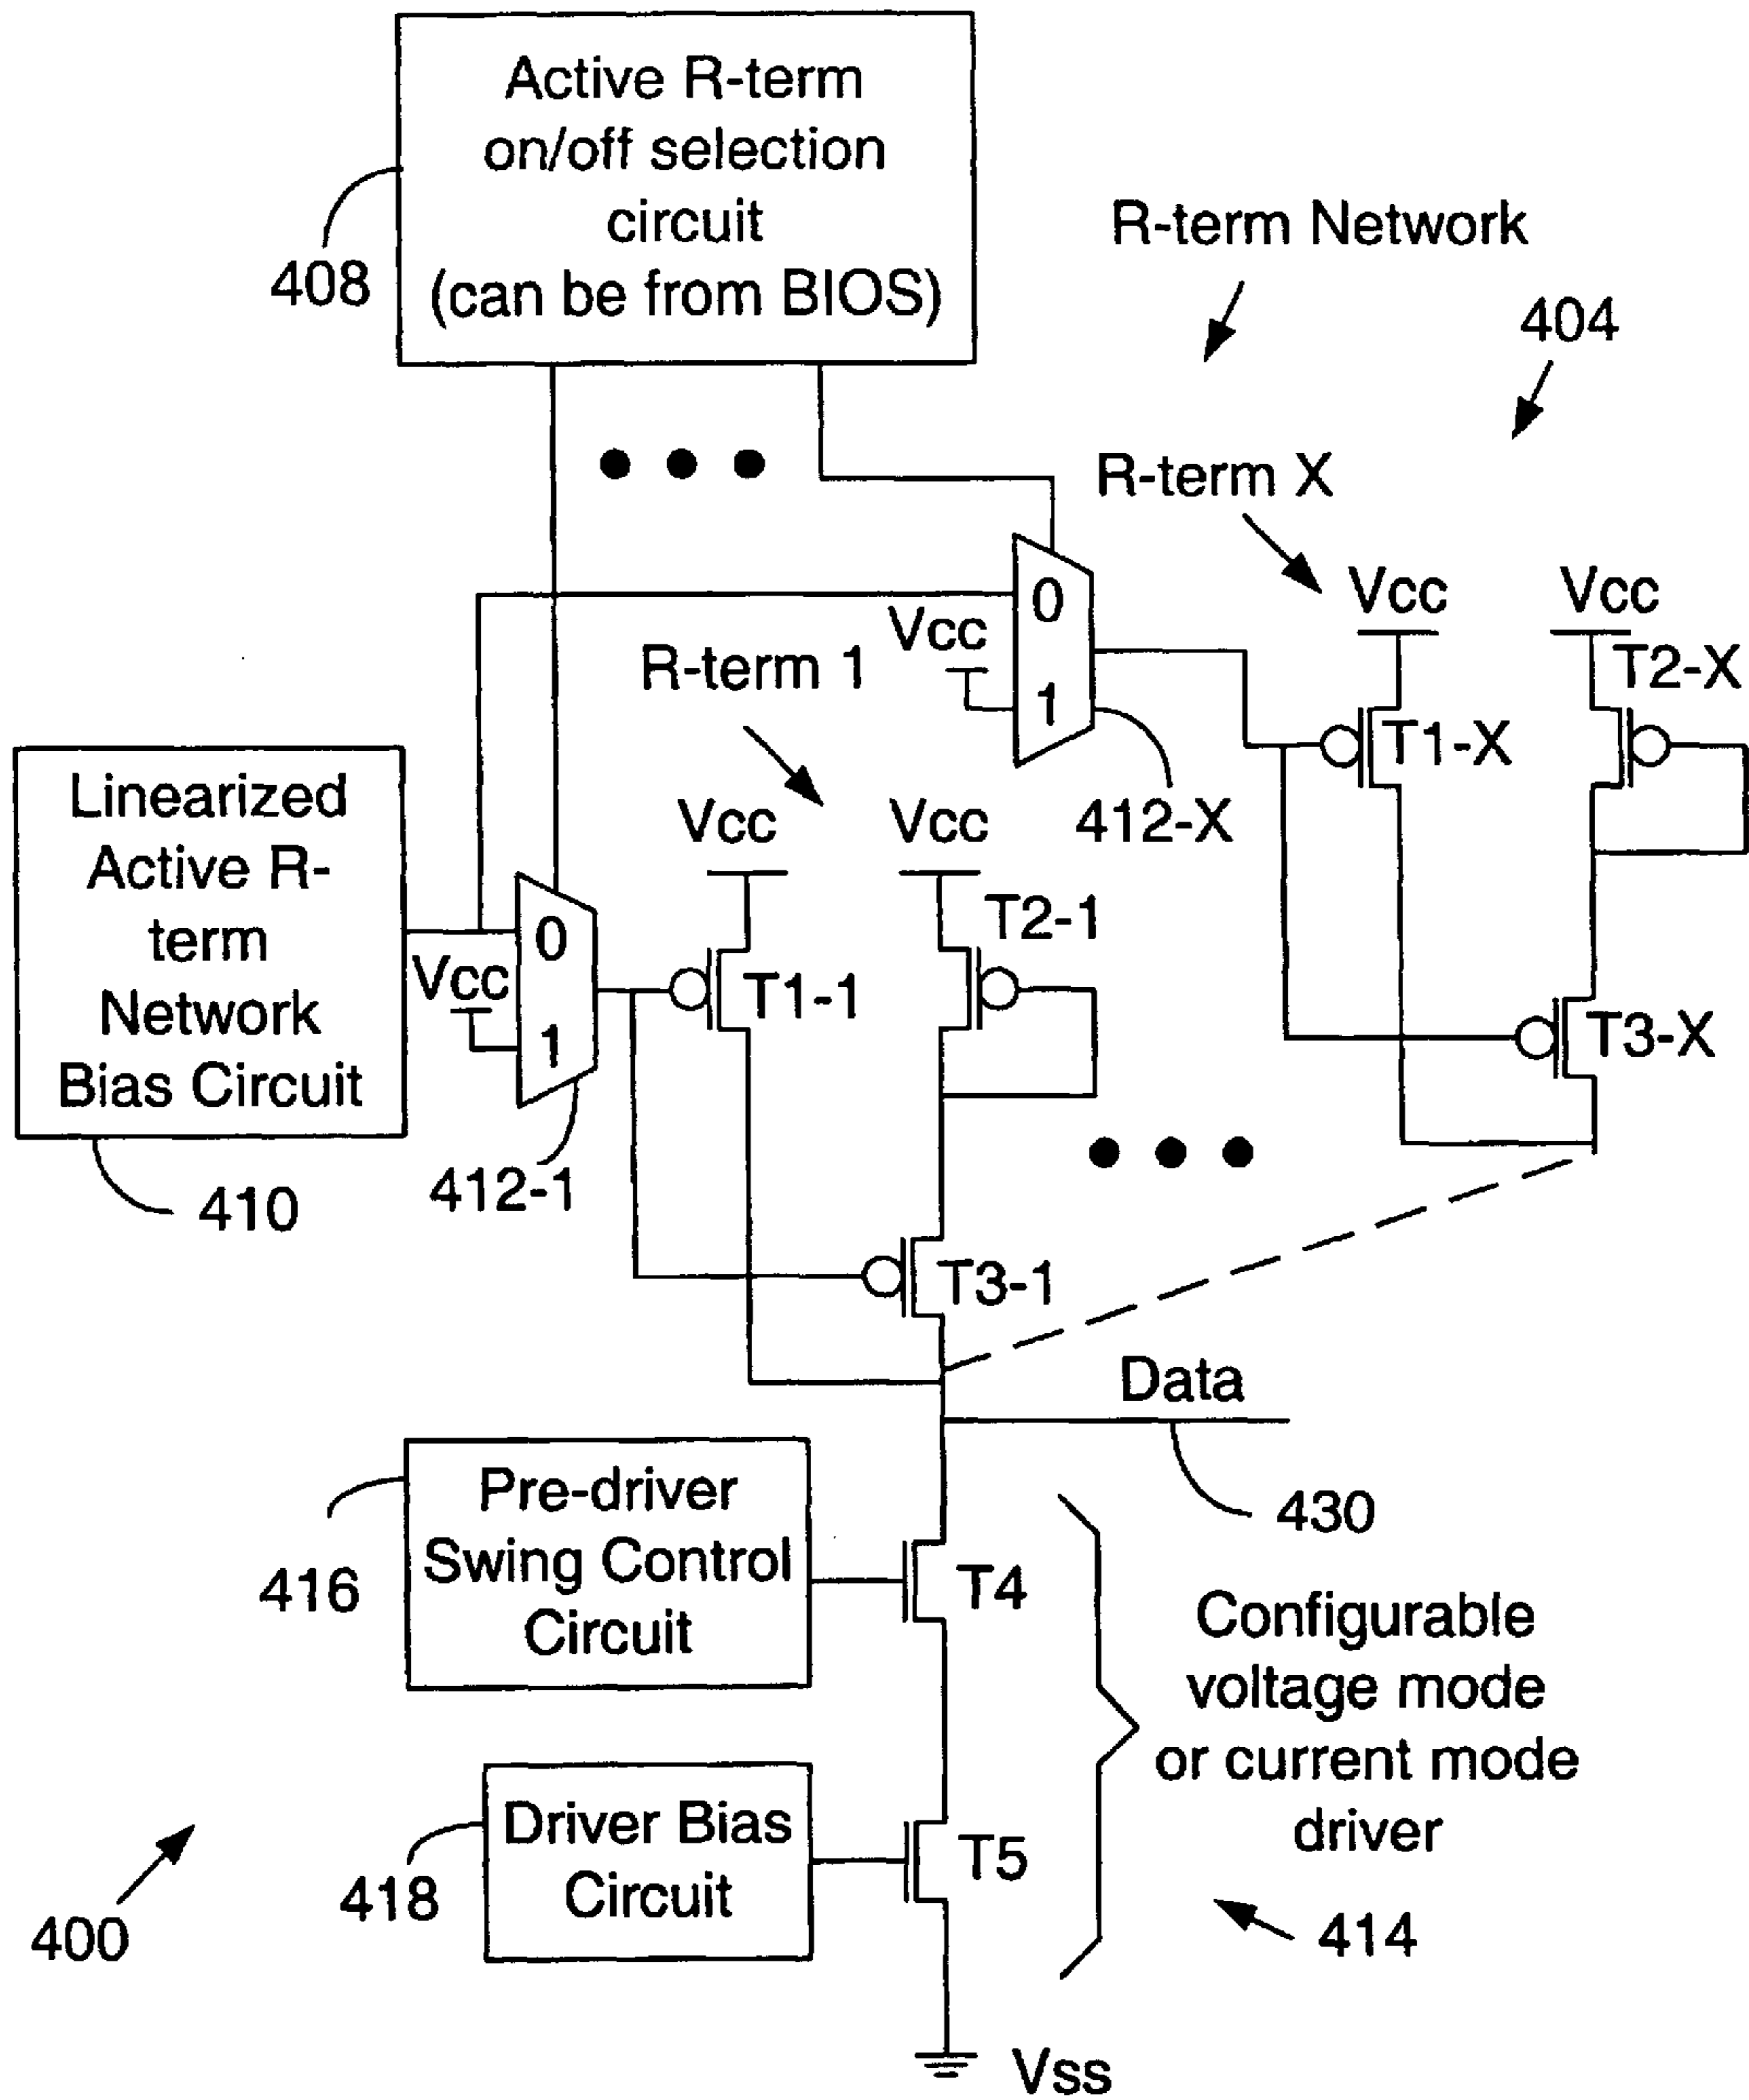 Active R-term
on/off selection
circuit
(can be from BIOS)
408
R-term Network
404
R-term X
Vcc
Vcc
T2-X
T1-X
T3-X
0
1
Vcc
412-X
R-term 1
Vcc
Vcc
T2-1
T1-1
T3-1
Linearized
Active R-
term
Network
Bias Circuit
410
0
1
Vcc
412-1
Data
430
Pre-driver
Swing Control
Circuit
416
T4
Configurable
voltage mode
or current mode
driver
414
Driver Bias
Circuit
418
T5
400
Vss